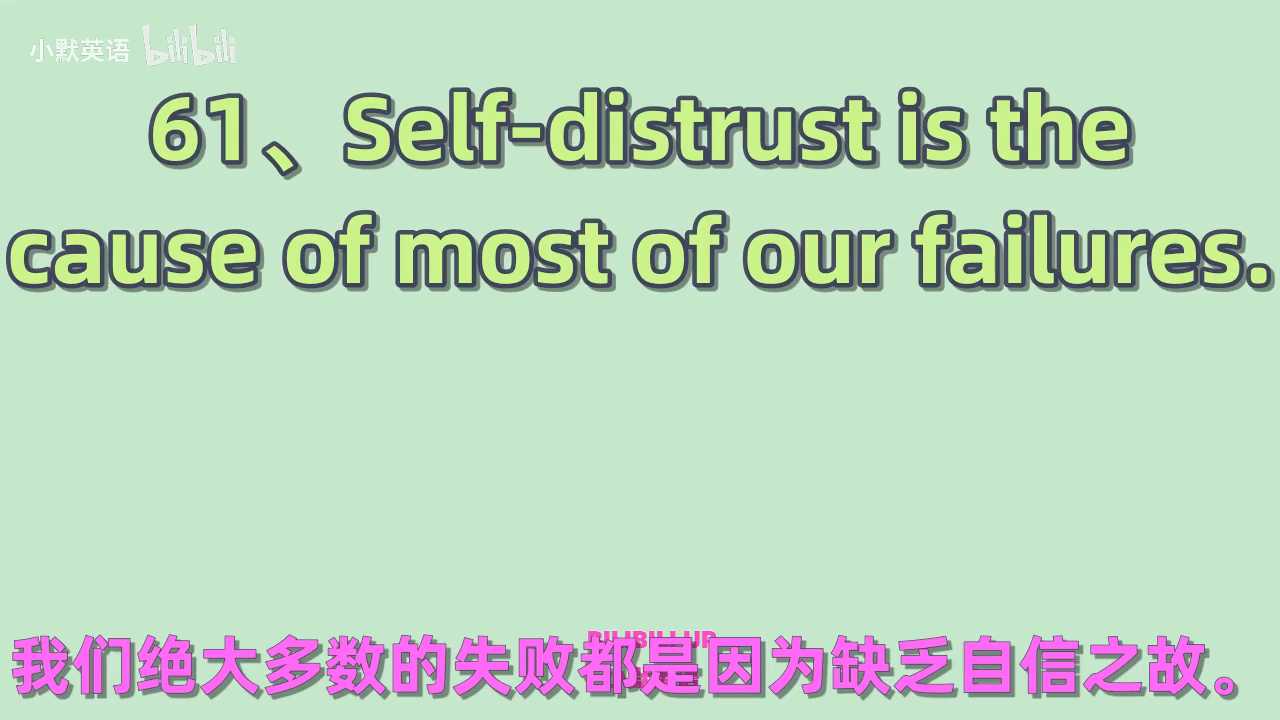 小默英语 bilibili
61、Self-distrust is the
cause of most of our failures.
我们绝大多数的失败都是因为缺乏自信之故。